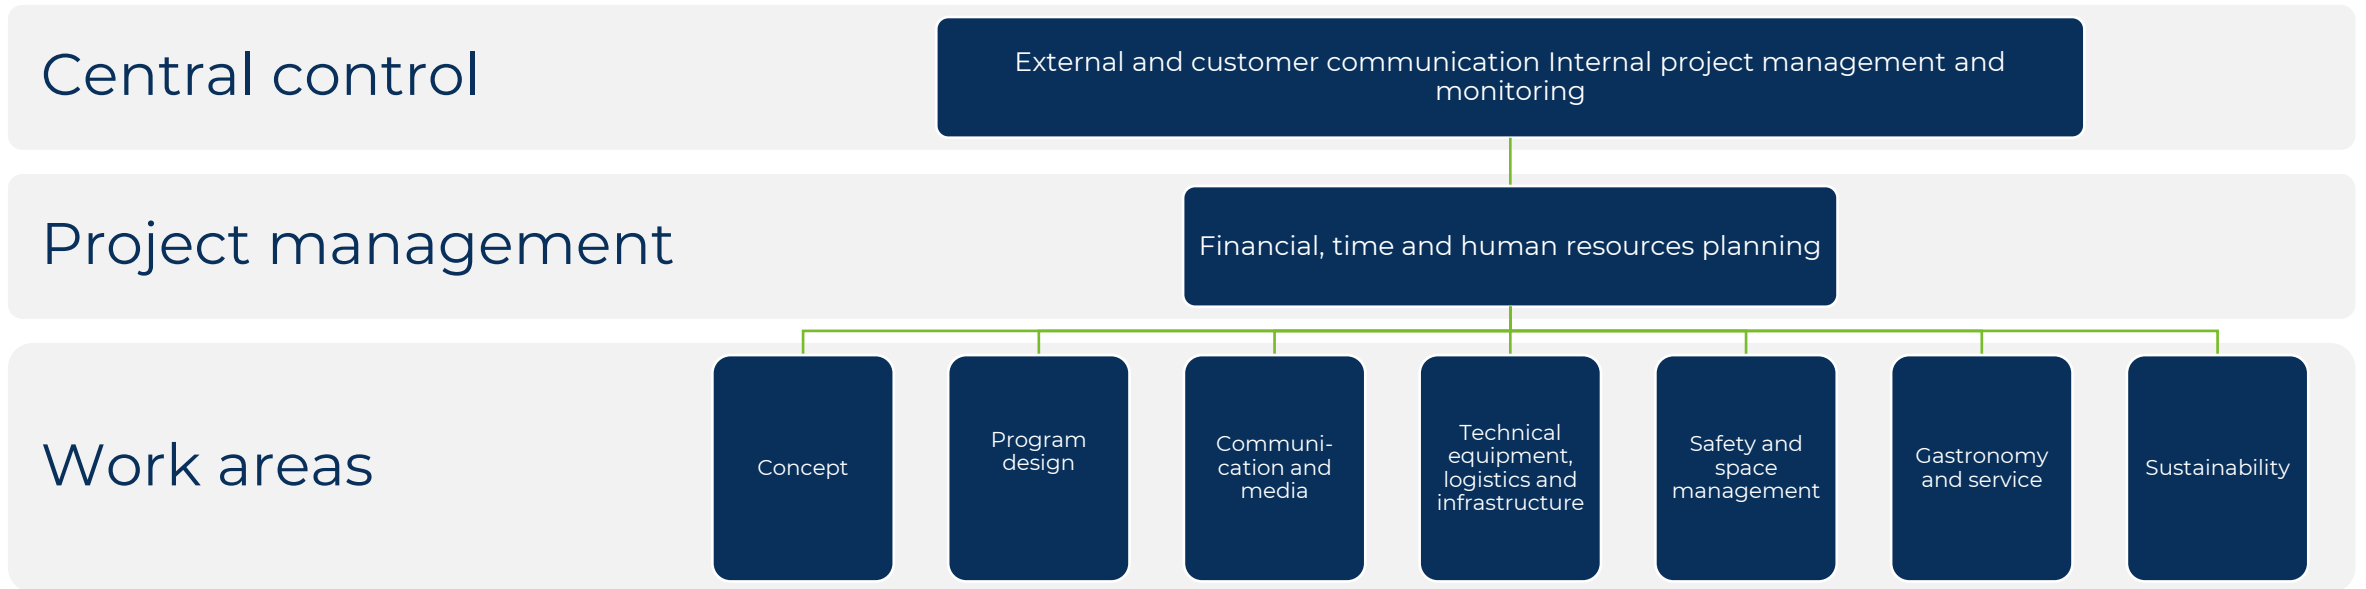 Central control
External and customer communication Internal project management and
monitoring
Project management
Financial, time and human resources planning
Work areas
Concept
Program
design
Communi-
cation and
media
Technical
equipment,
logistics and
infrastructure
Safety and
space
management
Gastronomy
and service
Sustainability